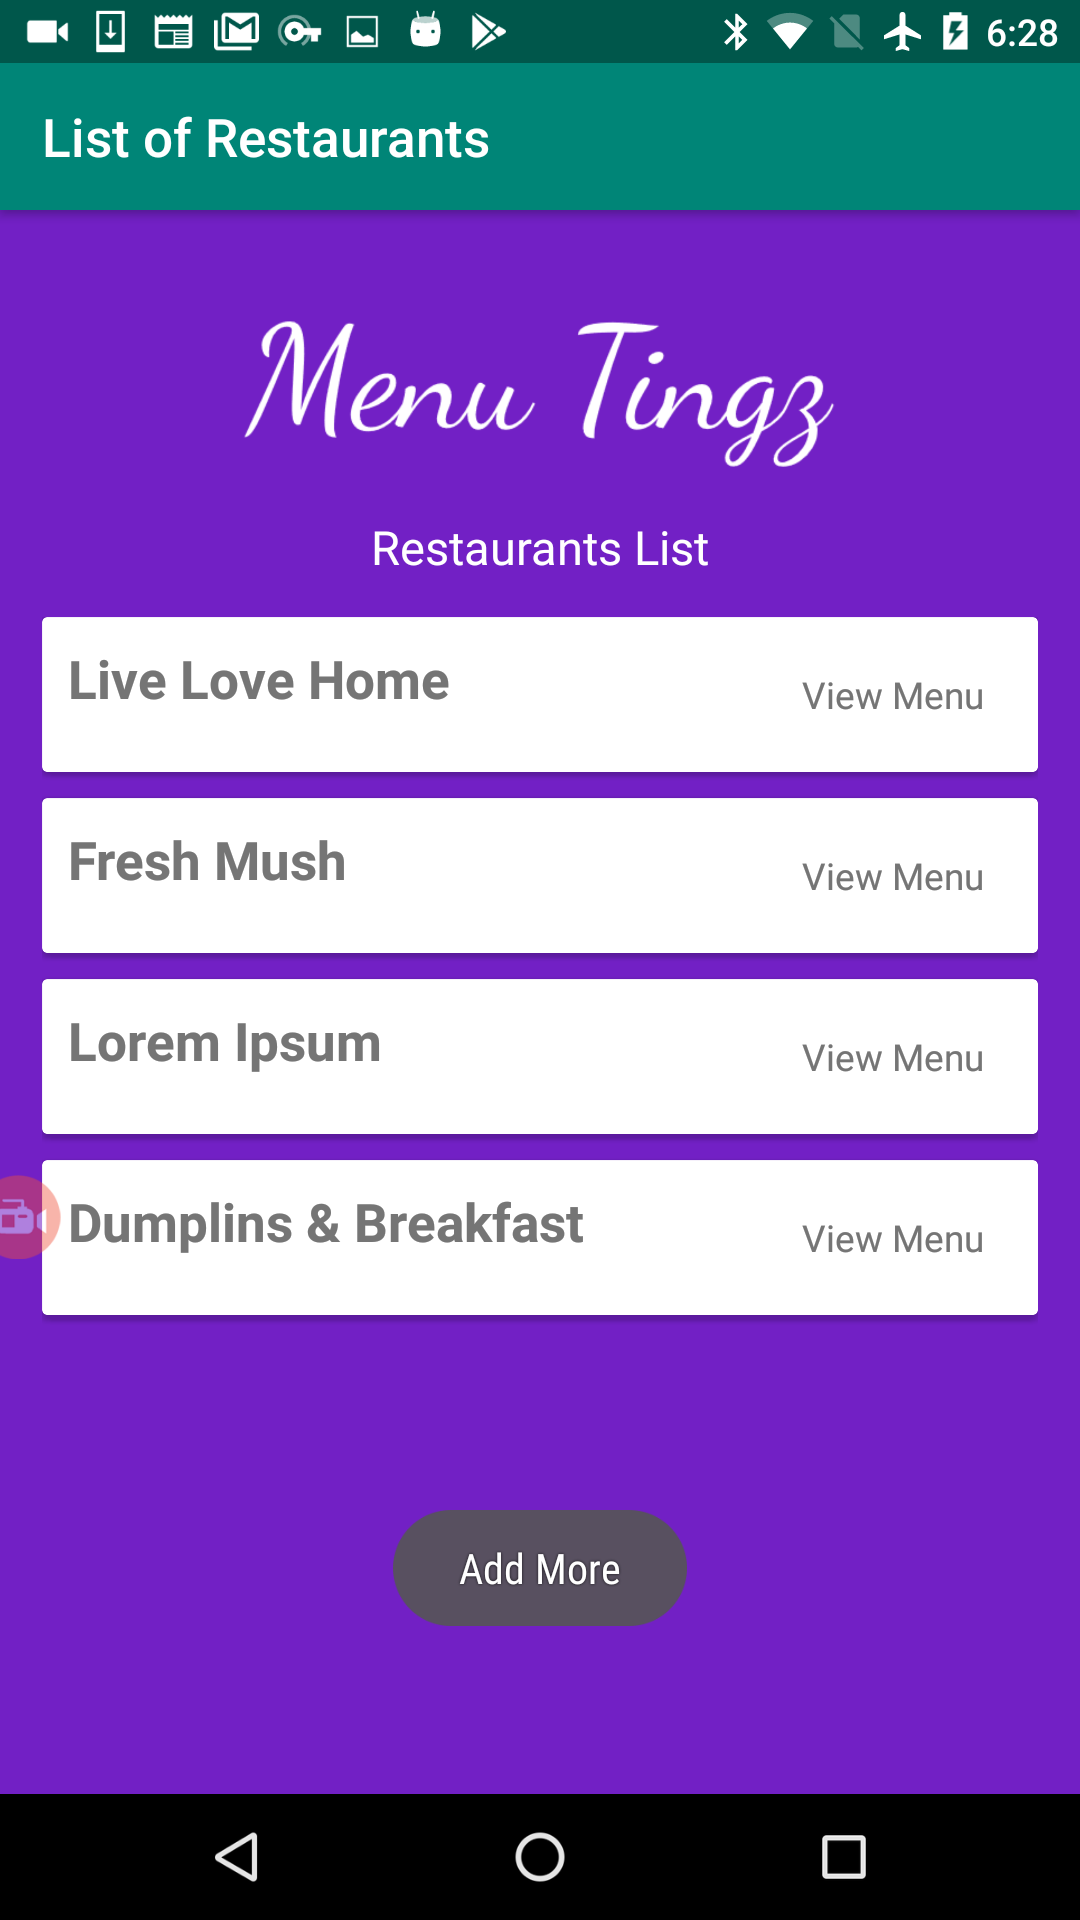 6:28
List of Restaurants
Menu Tingz
Restaurants List
Live Love Home
View Menu
Fresh Mush
View Menu
Lorem Ipsum
View Menu
Dumplins & Breakfast
View Menu
Add More